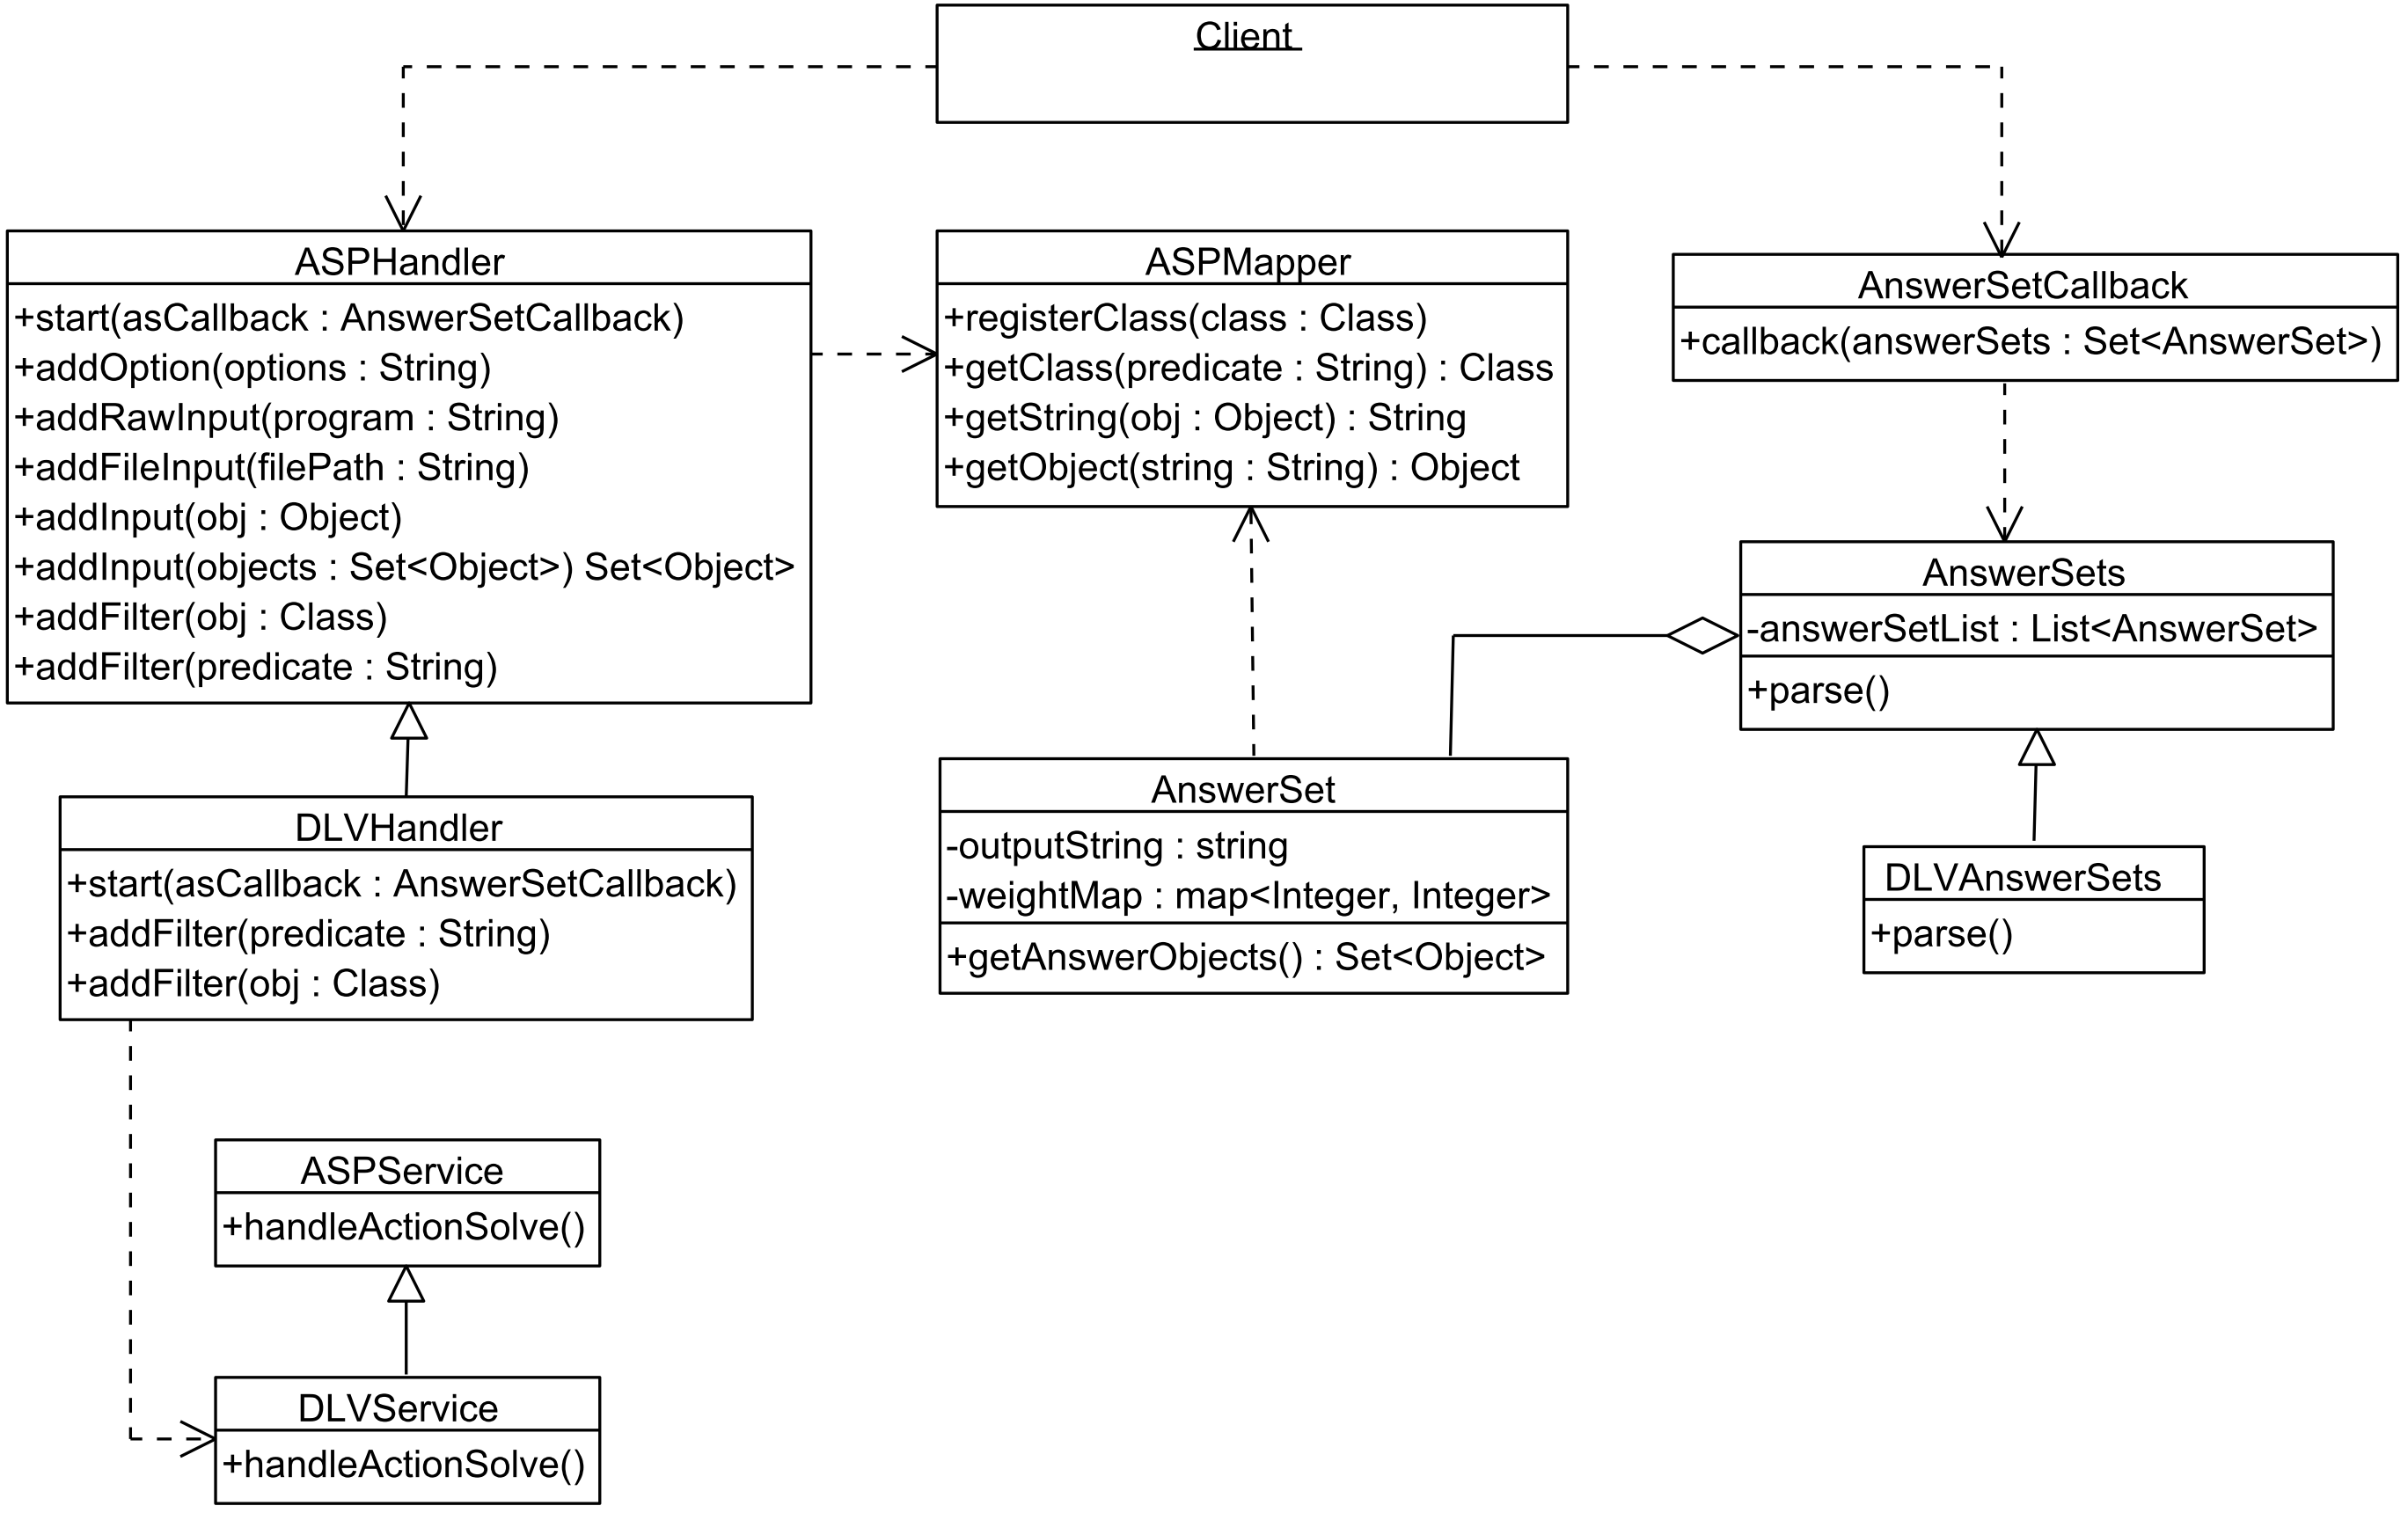 Client
ASPHandler
+start(asCallback : AnswerSetCallback)
+addOption(options : String)
+addRawInput(program : String)
+addFileInput(filePath : String)
+addInput(obj : Object)
+addInput(objects : Set<Object>) Set<Object>
+addFilter(obj : Class)
+addFilter(predicate : String)
ASPMapper
+registerClass(class : Class)
+getClass(predicate : String) : Class
+getString(obj : Object) : String
+getObject(string : String) : Object
AnswerSetCallback
+callback(answerSets : Set<AnswerSet>)
AnswerSets
-answerSetList : List<AnswerSet>
+parse()
DLVHandler
+start(asCallback : AnswerSetCallback)
+addFilter(predicate : String)
+addFilter(obj : Class)
AnswerSet
-outputString : string
-weightMap : map<Integer, Integer>
+getAnswerObjects() : Set<Object>
DLVAnswerSets
+parse()
ASPService
+handleActionSolve()
DLVService
+handleActionSolve()